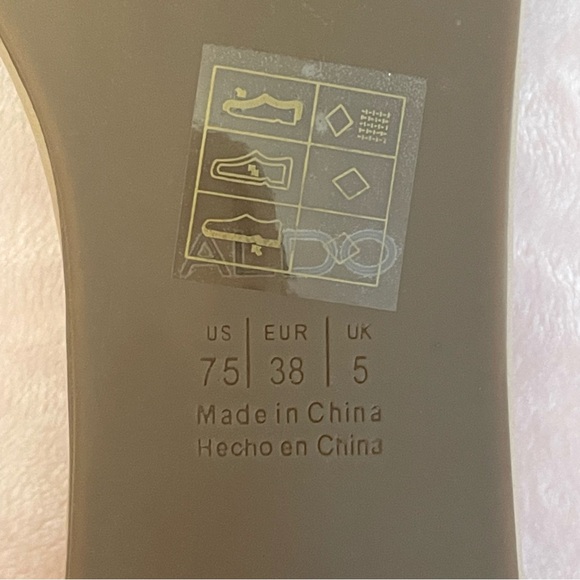 ALDO
US | EUR | UK
75 | 38 | 5
Made in China
Hecho en China